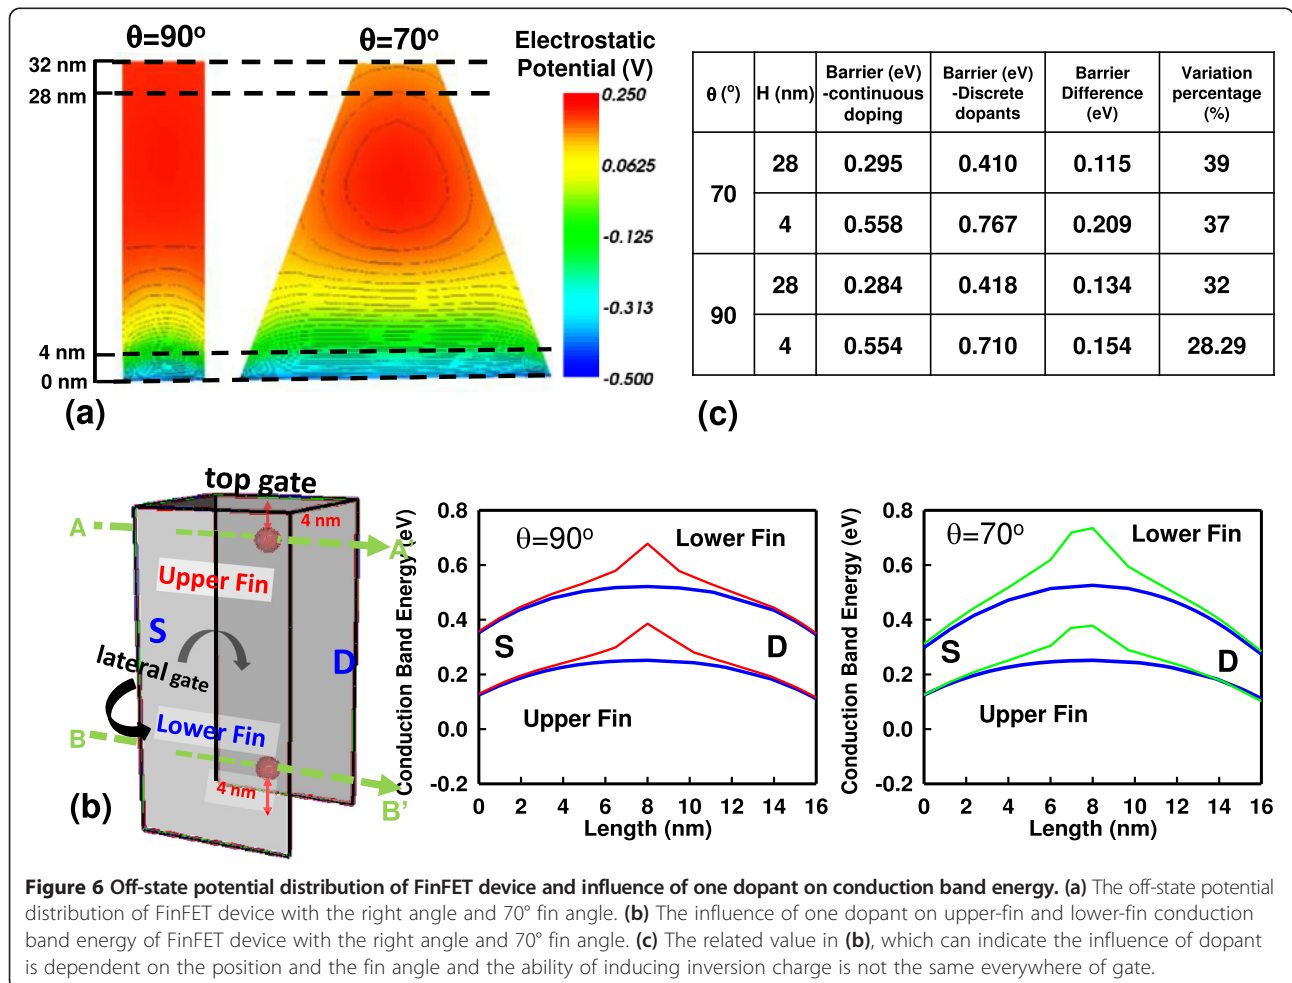 (a)
θ=90º
θ=70º
Electrostatic
Potential (V)
32 nm
28 nm
4 nm
0 nm
0.250
0.0625
-0.125
-0.313
-0.500
(c)
θ (º) H (nm) Barrier (eV) -continuous doping Barrier (eV) -Discrete dopants Barrier Difference (eV) Variation percentage (%)
70 28 0.295 0.410 0.115 39
4 0.558 0.767 0.209 37
90 28 0.284 0.418 0.134 32
4 0.554 0.710 0.154 28.29
(b)
top gate
4 nm
A
A'
Upper Fin
S
D
lateral gate
Lower Fin
B
B'
4 nm
Conduction Band Energy (eV)
0.8
0.6
0.4
0.2
0.0
-0.2
θ=90º
Lower Fin
S
D
Upper Fin
0 2 4 6 8 10 12 14 16
Length (nm)
Conduction Band Energy (eV)
0.8
0.6
0.4
0.2
0.0
-0.2
θ=70º
Lower Fin
S
D
Upper Fin
0 2 4 6 8 10 12 14 16
Length (nm)
Figure 6 Off-state potential distribution of FinFET device and influence of one dopant on conduction band energy. (a) The off-state potential
distribution of FinFET device with the right angle and 70° fin angle. (b) The influence of one dopant on upper-fin and lower-fin conduction
band energy of FinFET device with the right angle and 70° fin angle. (c) The related value in (b), which can indicate the influence of dopant
is dependent on the position and the fin angle and the ability of inducing inversion charge is not the same everywhere of gate.